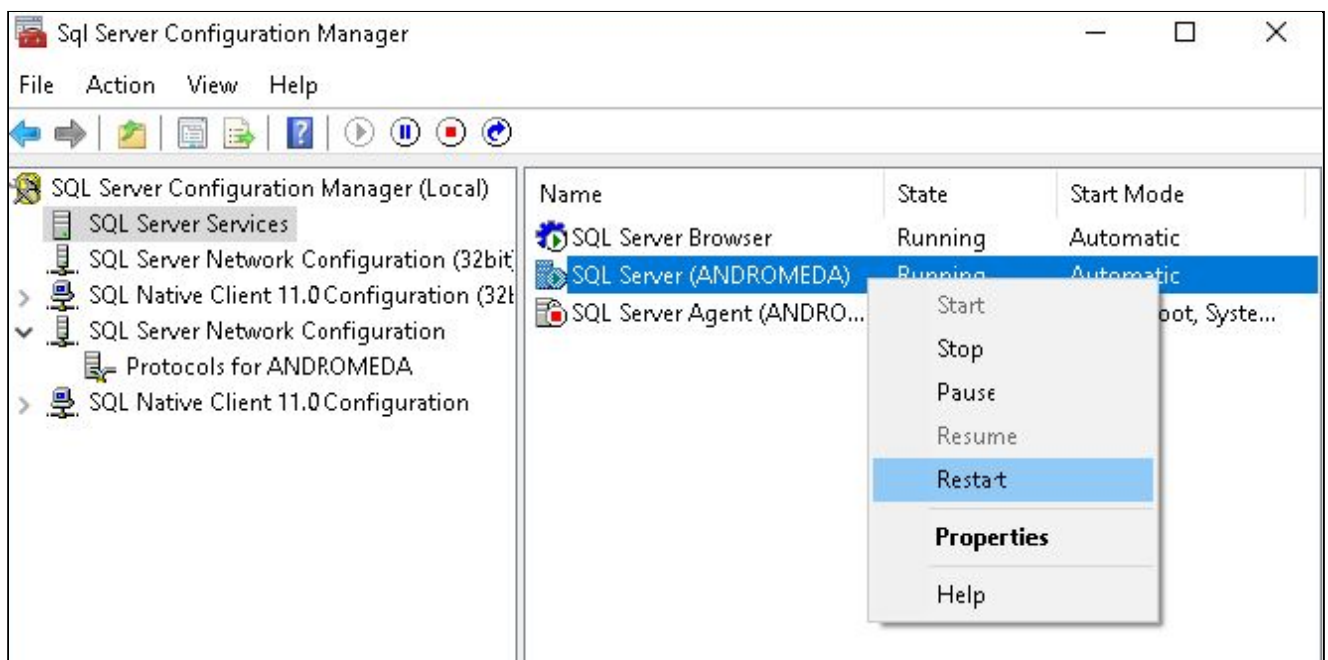 Sql Server Configuration Manager
File Action View Help
SQL Server Configuration Manager (Local)
SQL Server Services
SQL Server Network Configuration (32bit
SQL Native Client 11.0 Configuration (32b
SQL Server Network Configuration
Protocols for ANDROMEDA
SQL Native Client 11.0 Configuration
Name State Start Mode
SQL Server Browser Running Automatic
SQL Server (ANDROMEDA) Running Automatic
SQL Server Agent (ANDRO... oot, Syste...
Start
Stop
Pause
Resume
Restart
Properties
Help